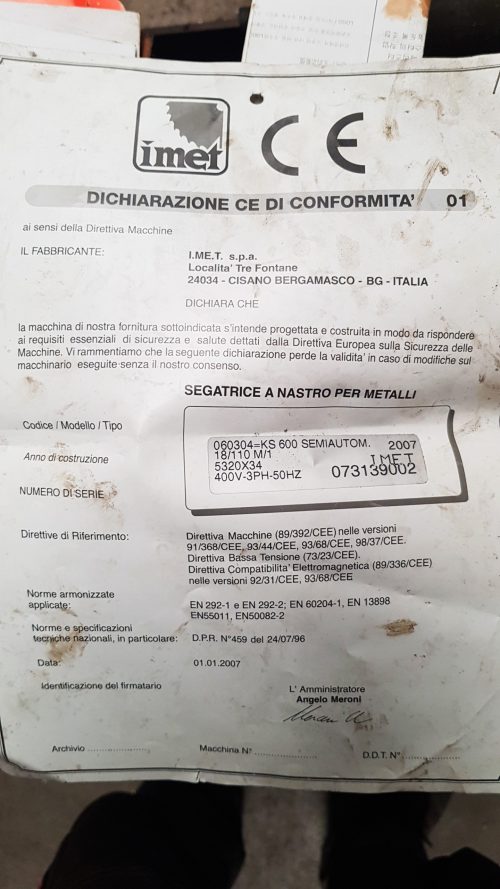 imet
CE
DICHIARAZIONE CE DI CONFORMITA' 01
ai sensi della Direttiva Macchine
IL FABBRICANTE:
I.ME.T. s.p.a.
Localita' Tre Fontane
24034 - CISANO BERGAMASCO - BG - ITALIA
DICHIARA CHE
la macchina di nostra fornitura sottoindicata s'intende progettata e costruita in modo da rispondere
ai requisiti essenziali di sicurezza e salute dettati dalla Direttiva Europea sulla Sicurezza delle
Macchine. Vi rammentiamo che la seguente dichiarazione perde la validita' in caso di modifiche sul
macchinario eseguite senza il nostro consenso.
SEGATRICE A NASTRO PER METALLI
Codice / Modello / Tipo
Anno di costruzione
NUMERO DI SERIE
060304=KS 600 SEMIAUTOM. 2007
18/110 M/1 IMET
5320X34 073139002
400V-3PH-50HZ
Direttive di Riferimento:
Direttiva Macchine (89/392/CEE) nelle versioni
91/368/CEE, 93/44/CEE, 93/68/CEE, 98/37/CEE.
Direttiva Bassa Tensione (73/23/CEE).
Direttiva Compatibilita' Elettromagnetica (89/336/CEE)
nelle versioni 92/31/CEE, 93/68/CEE
Norme armonizzate
applicate:
EN 292-1 e EN 292-2; EN 60204-1, EN 13898
EN55011, EN50082-2
Norme e specificazioni
tecniche nazionali, in particolare:
D.P.R. N°459 del 24/07/96
Data:
01.01.2007
Identificazione del firmatario
L' Amministratore
Angelo Meroni
Archivio ..................
Macchina N° ..................
D.D.T. N° ..................